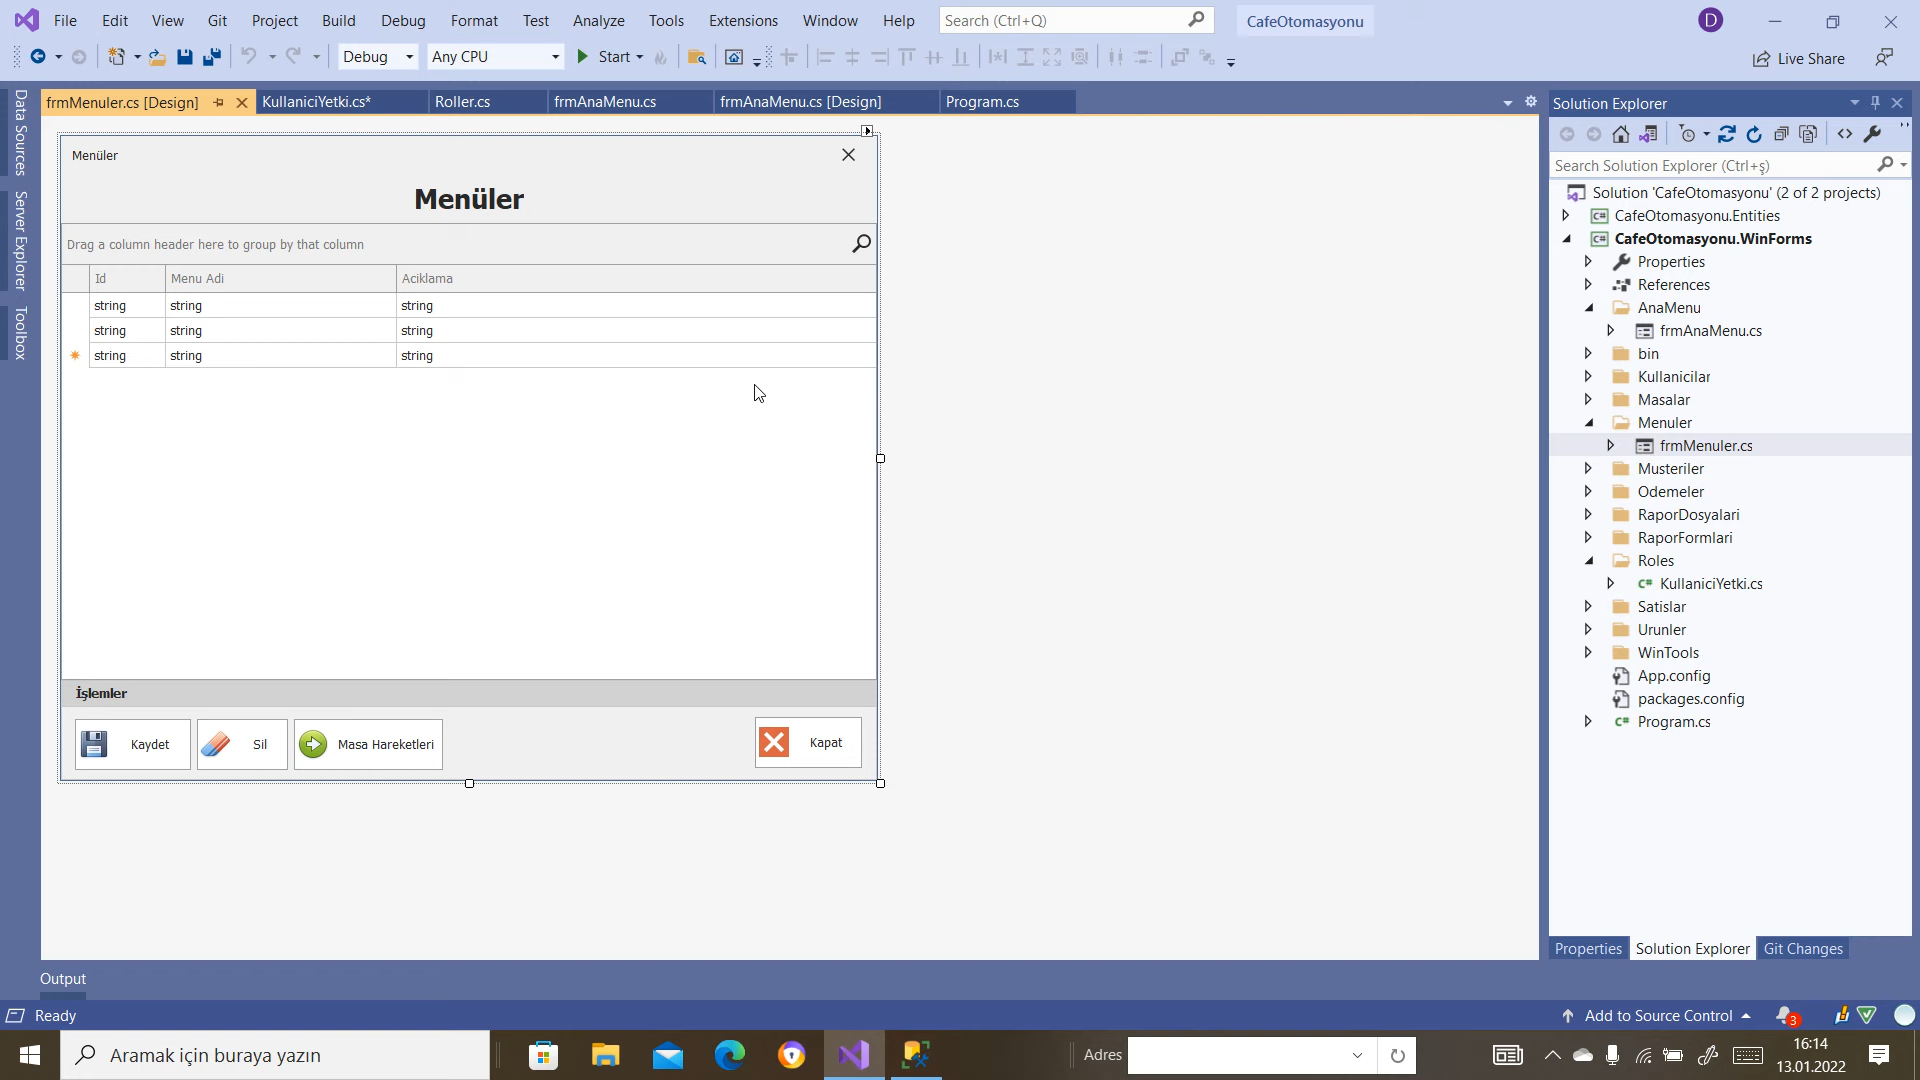 File Edit View Git Project Build Debug Format Test Analyze Tools Extensions Window Help Search (Ctrl+Q) CafeOtomasyonu D
Debug Any CPU Start Live Share
frmMenuler.cs [Design] KullaniciYetki.cs* Roller.cs frmAnaMenu.cs frmAnaMenu.cs [Design] Program.cs
Data Sources
Server Explorer
Toolbox
Menüler
Menüler
Drag a column header here to group by that column
Id Menu Adi Aciklama
string string string
string string string
string string string
İşlemler
Kaydet Sil Masa Hareketleri Kapat
Solution Explorer
Search Solution Explorer (Ctrl+ş)
Solution 'CafeOtomasyonu' (2 of 2 projects)
CafeOtomasyonu.Entities
CafeOtomasyonu.WinForms
Properties
References
AnaMenu
frmAnaMenu.cs
bin
Kullanicilar
Masalar
Menuler
frmMenuler.cs
Musteriler
Odemeler
RaporDosyalari
RaporFormlari
Roles
KullaniciYetki.cs
Satislar
Urunler
WinTools
App.config
packages.config
Program.cs
Properties Solution Explorer Git Changes
Output
Ready Add to Source Control 3
Aramak için buraya yazın Adres 16:14
13.01.2022